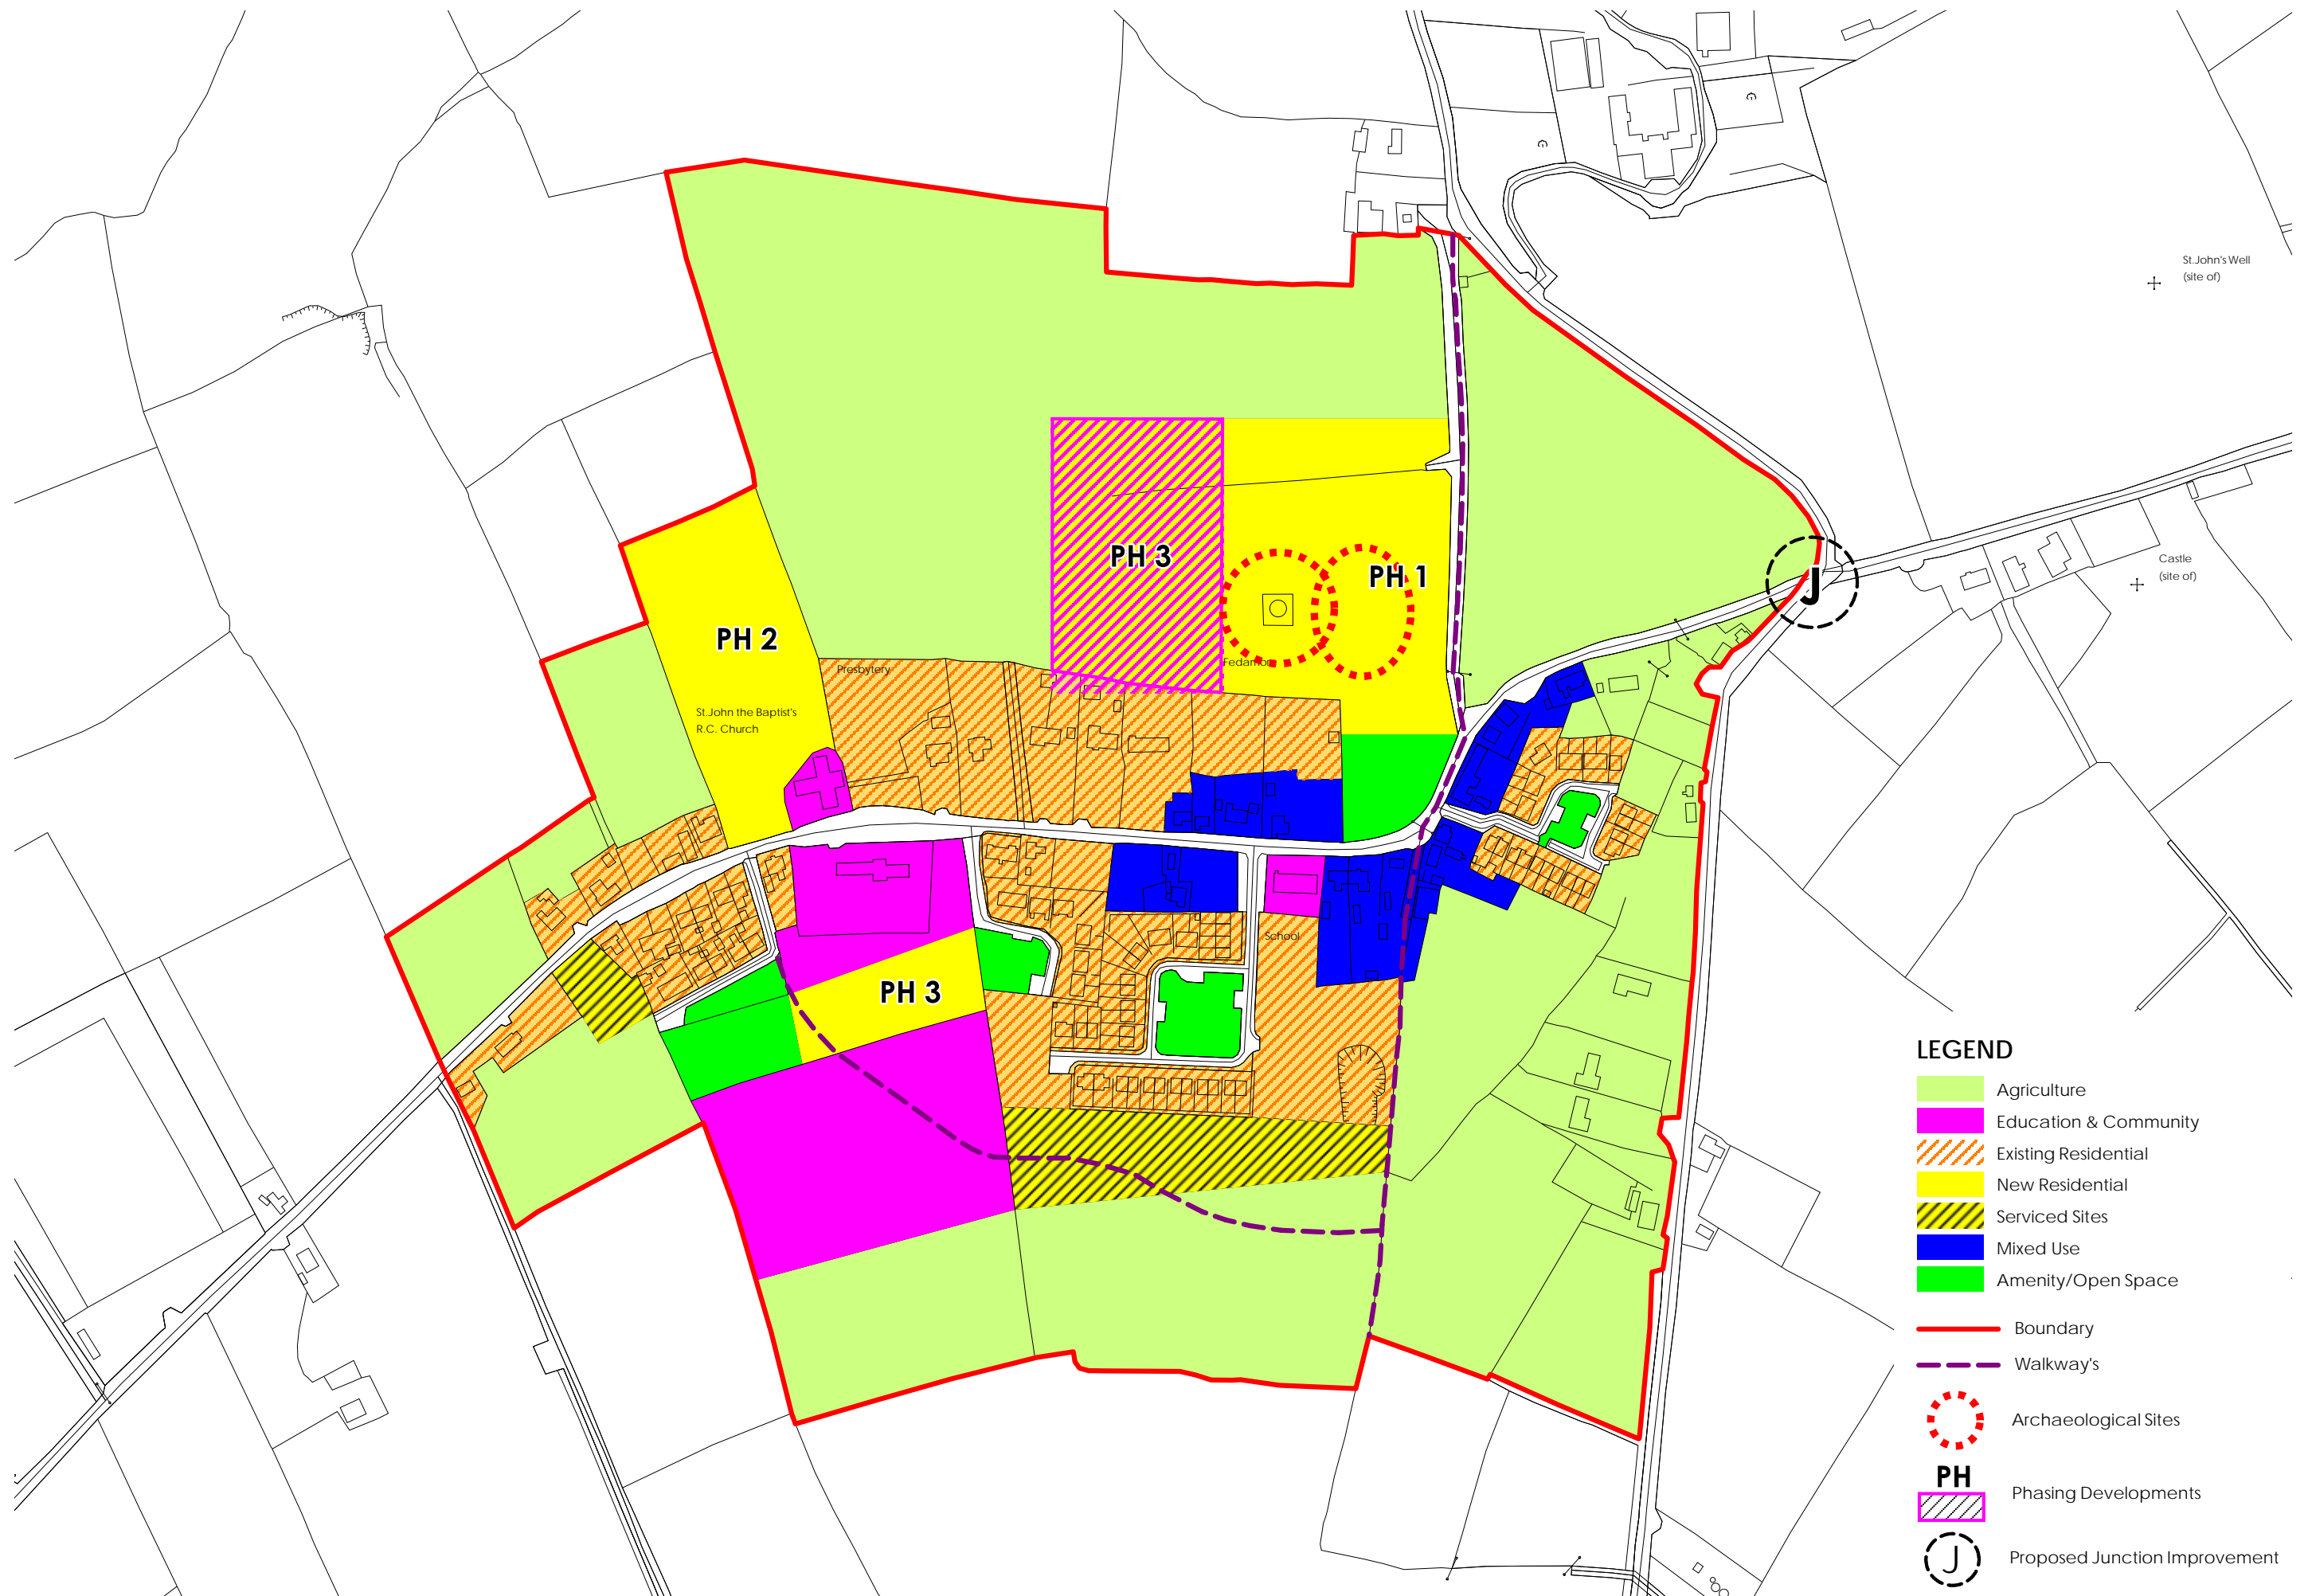 St.John's Well
(site of)
Castle
(site of)
PH 3
PH 1
J
PH 2
Presbytery
St.John the Baptist's
R.C. Church
School
PH 3
LEGEND
Agriculture
Education & Community
Existing Residential
New Residential
Serviced Sites
Mixed Use
Amenity/Open Space
Boundary
Walkway's
Archaeological Sites
PH
Phasing Developments
J
Proposed Junction Improvement